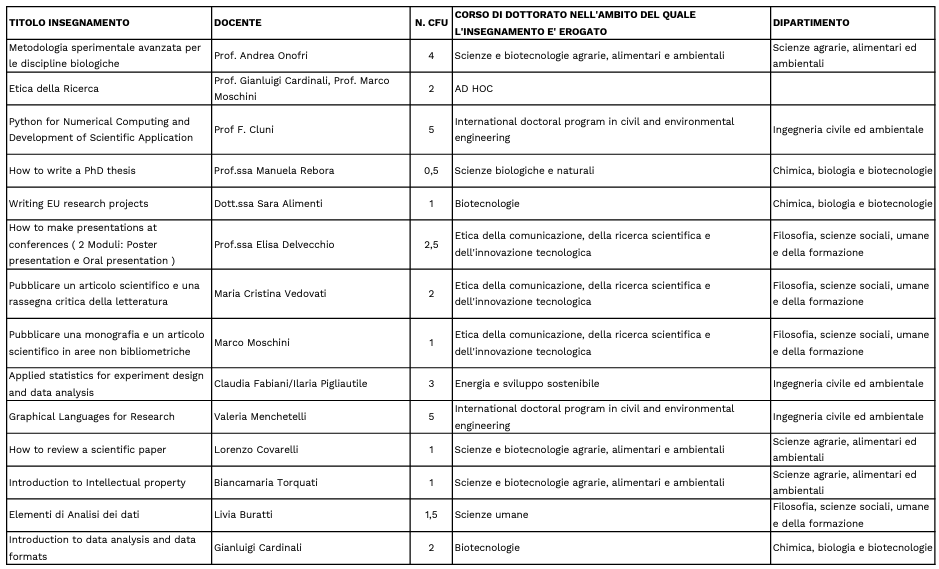 TITOLO INSEGNAMENTO
DOCENTE
N. CFU
CORSO DI DOTTORATO NELL'AMBITO DEL QUALE
L'INSEGNAMENTO E' EROGATO
DIPARTIMENTO
Metodologia sperimentale avanzata per
le discipline biologiche
Prof. Andrea Onofri
4
Scienze e biotecnologie agrarie, alimentari e ambientali
Scienze agrarie, alimentari ed
ambientali
Etica della Ricerca
Prof. Gianluigi Cardinali, Prof. Marco
Moschini
2
AD HOC
Python for Numerical Computing and
Development of Scientific Application
Prof F. Cluni
5
International doctoral program in civil and environmental
engineering
Ingegneria civile ed ambientale
How to write a PhD thesis
Prof.ssa Manuela Rebora
0,5
Scienze biologiche e naturali
Chimica, biologia e biotecnologie
Writing EU research projects
Dott.ssa Sara Alimenti
1
Biotecnologie
Chimica, biologia e biotecnologie
How to make presentations at
conferences ( 2 Moduli: Poster
presentation e Oral presentation )
Prof.ssa Elisa Delvecchio
2,5
Etica della comunicazione, della ricerca scientifica e
dell'innovazione tecnologica
Filosofia, scienze sociali, umane
e della formazione
Pubblicare un articolo scientifico e una
rassegna critica della letteratura
Maria Cristina Vedovati
2
Etica della comunicazione, della ricerca scientifica e
dell'innovazione tecnologica
Filosofia, scienze sociali, umane
e della formazione
Pubblicare una monografia e un articolo
scientifico in aree non bibliometriche
Marco Moschini
1
Etica della comunicazione, della ricerca scientifica e
dell'innovazione tecnologica
Filosofia, scienze sociali, umane
e della formazione
Applied statistics for experiment design
and data analysis
Claudia Fabiani/Ilaria Pigliautile
3
Energia e sviluppo sostenibile
Ingegneria civile ed ambientale
Graphical Languages for Research
Valeria Menchetelli
5
International doctoral program in civil and environmental
engineering
Ingegneria civile ed ambientale
How to review a scientific paper
Lorenzo Covarelli
1
Scienze e biotecnologie agrarie, alimentari e ambientali
Scienze agrarie, alimentari ed
ambientali
Introduction to Intellectual property
Biancamaria Torquati
1
Scienze e biotecnologie agrarie, alimentari e ambientali
Scienze agrarie, alimentari ed
ambientali
Elementi di Analisi dei dati
Livia Buratti
1,5
Scienze umane
Filosofia, scienze sociali, umane
e della formazione
Introduction to data analysis and data
formats
Gianluigi Cardinali
2
Biotecnologie
Chimica, biologia e biotecnologie